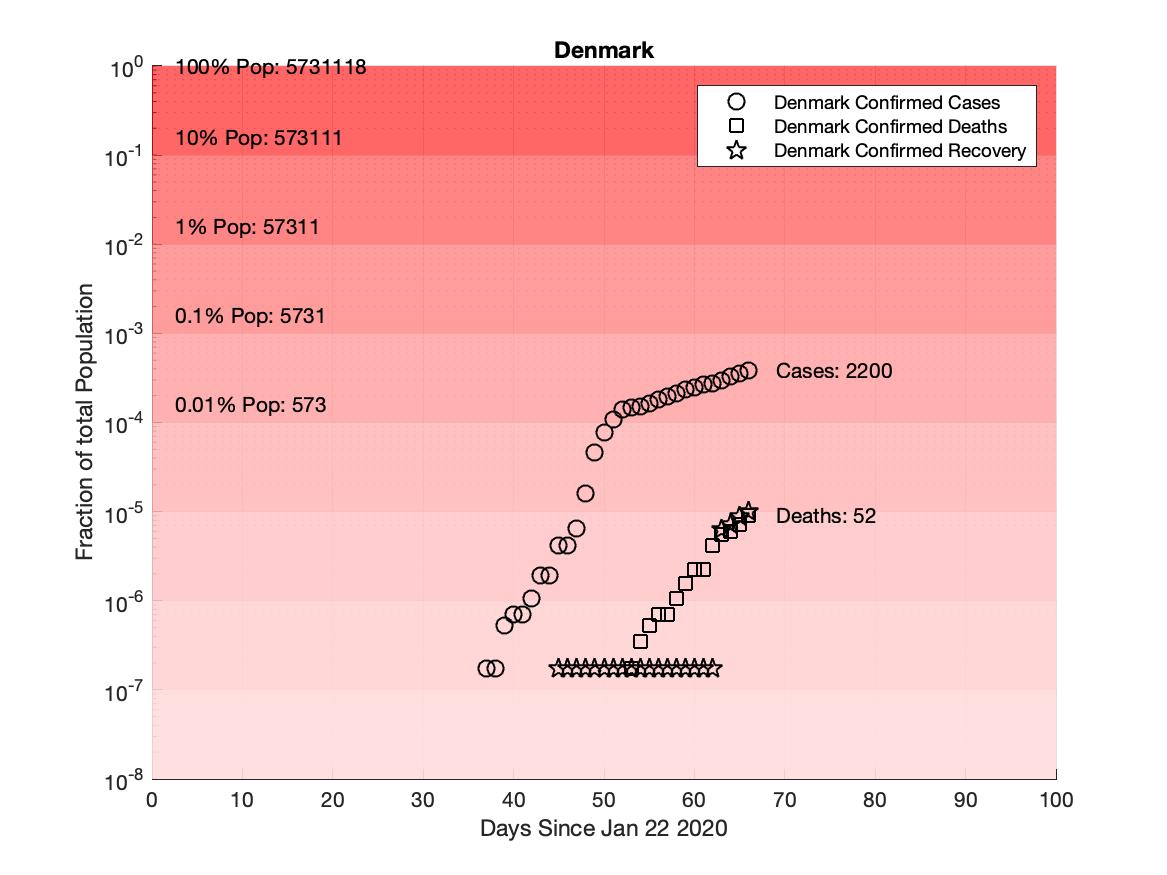 Denmark
10^0
100% Pop: 5731118
Denmark Confirmed Cases
Denmark Confirmed Deaths
Denmark Confirmed Recovery
10% Pop: 573111
10^-1
1% Pop: 57311
10^-2
0.1% Pop: 5731
10^-3
Cases: 2200
0.01% Pop: 573
10^-4
10^-5
Deaths: 52
10^-6
10^-7
10^-8
Fraction of total Population
0 10 20 30 40 50 60 70 80 90 100
Days Since Jan 22 2020